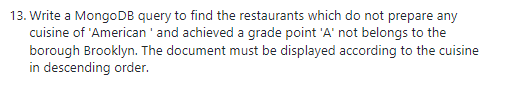 13. Write a MongoDB query to find the restaurants which do not prepare any
cuisine of 'American ' and achieved a grade point 'A' not belongs to the
borough Brooklyn. The document must be displayed according to the cuisine
in descending order.